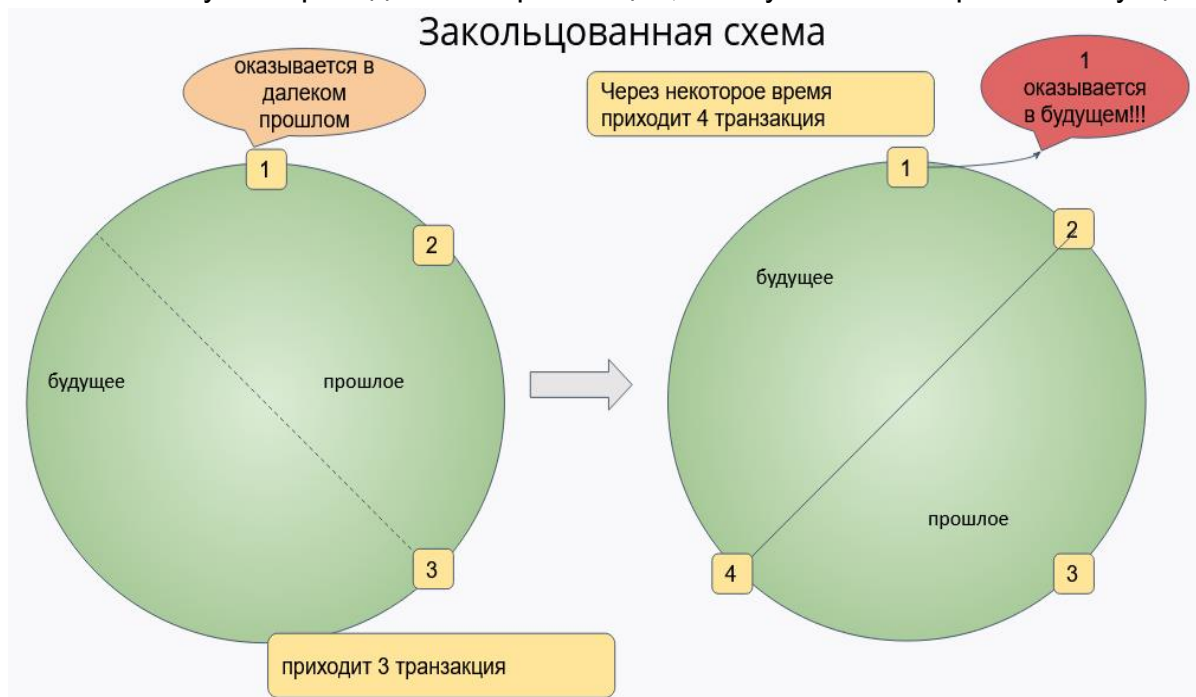 Закольцованная схема
оказывается в
далеком
прошлом
1
2
будущее
прошлое
3
приходит 3 транзакция
Через некоторое время
приходит 4 транзакция
1
оказывается
в будущем!!!
1
2
будущее
прошлое
4
3